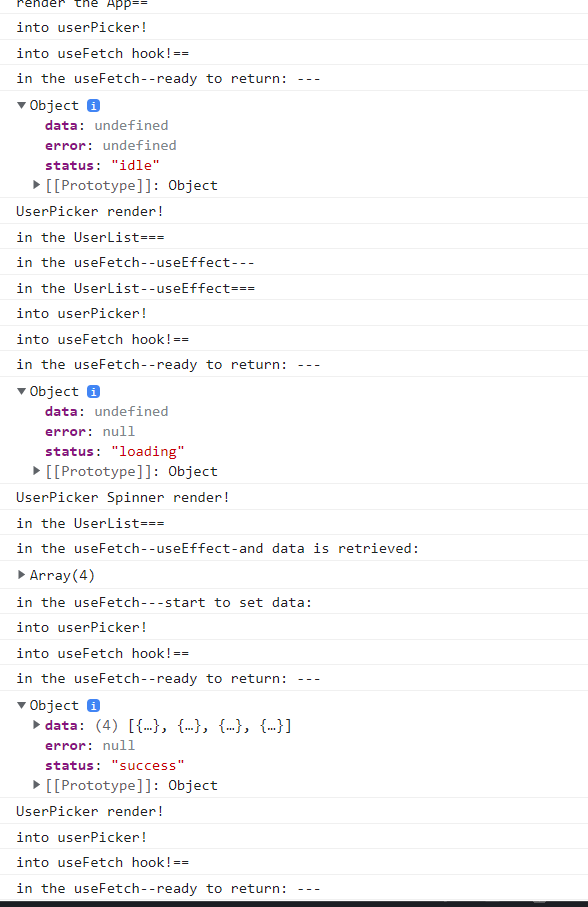 render the App==
into userPicker!
into useFetch hook!==
in the useFetch--ready to return: ---
Object i
data: undefined
error: undefined
status: "idle"
[[Prototype]]: Object
UserPicker render!
in the UserList===
in the useFetch--useEffect---
in the UserList--useEffect===
into userPicker!
into useFetch hook!==
in the useFetch--ready to return: ---
Object i
data: undefined
error: null
status: "loading"
[[Prototype]]: Object
UserPicker Spinner render!
in the UserList===
in the useFetch--useEffect-and data is retrieved:
Array(4)
in the useFetch---start to set data:
into userPicker!
into useFetch hook!==
in the useFetch--ready to return: ---
Object i
data: (4) [{…}, {…}, {…}, {…}]
error: null
status: "success"
[[Prototype]]: Object
UserPicker render!
into userPicker!
into useFetch hook!==
in the useFetch--ready to return: ---